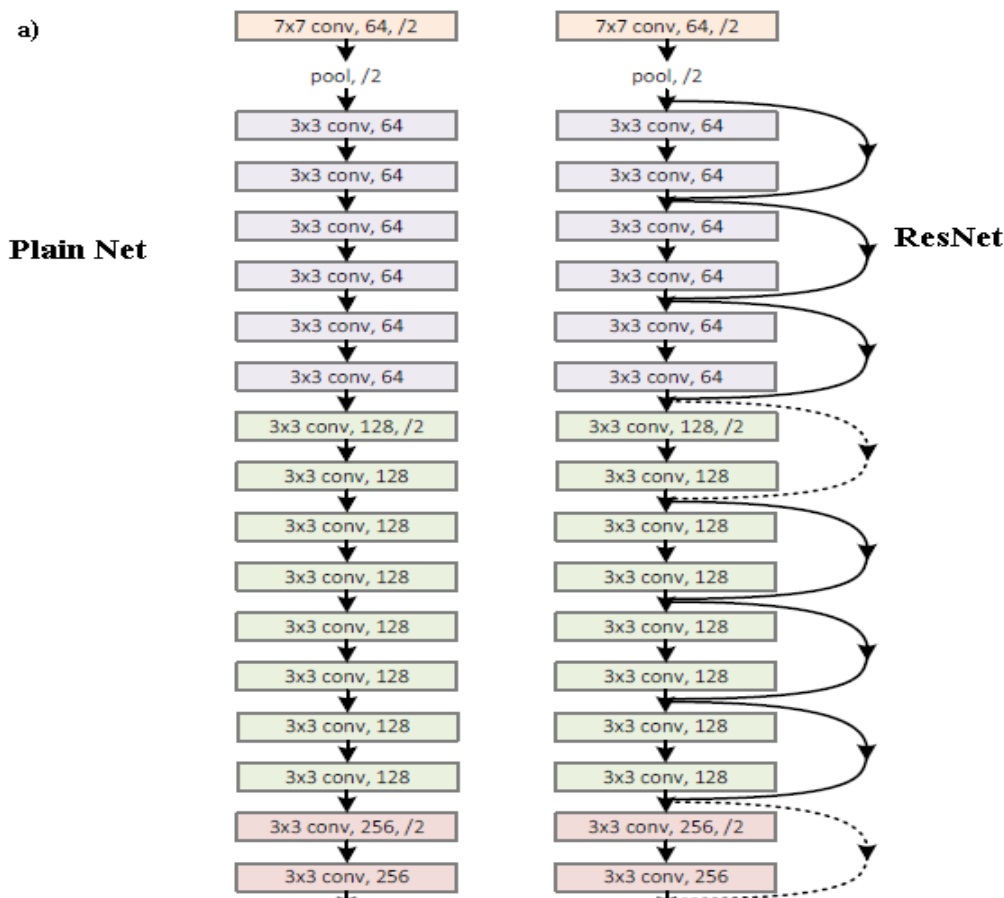 a)
7x7 conv, 64, /2
pool, /2
3x3 conv, 64
3x3 conv, 64
3x3 conv, 64
3x3 conv, 64
3x3 conv, 64
3x3 conv, 64
3x3 conv, 128, /2
3x3 conv, 128
3x3 conv, 128
3x3 conv, 128
3x3 conv, 128
3x3 conv, 128
3x3 conv, 128
3x3 conv, 128
3x3 conv, 256, /2
3x3 conv, 256
Plain Net
7x7 conv, 64, /2
pool, /2
3x3 conv, 64
3x3 conv, 64
3x3 conv, 64
3x3 conv, 64
3x3 conv, 64
3x3 conv, 64
3x3 conv, 128, /2
3x3 conv, 128
3x3 conv, 128
3x3 conv, 128
3x3 conv, 128
3x3 conv, 128
3x3 conv, 128
3x3 conv, 128
3x3 conv, 256, /2
3x3 conv, 256
ResNet